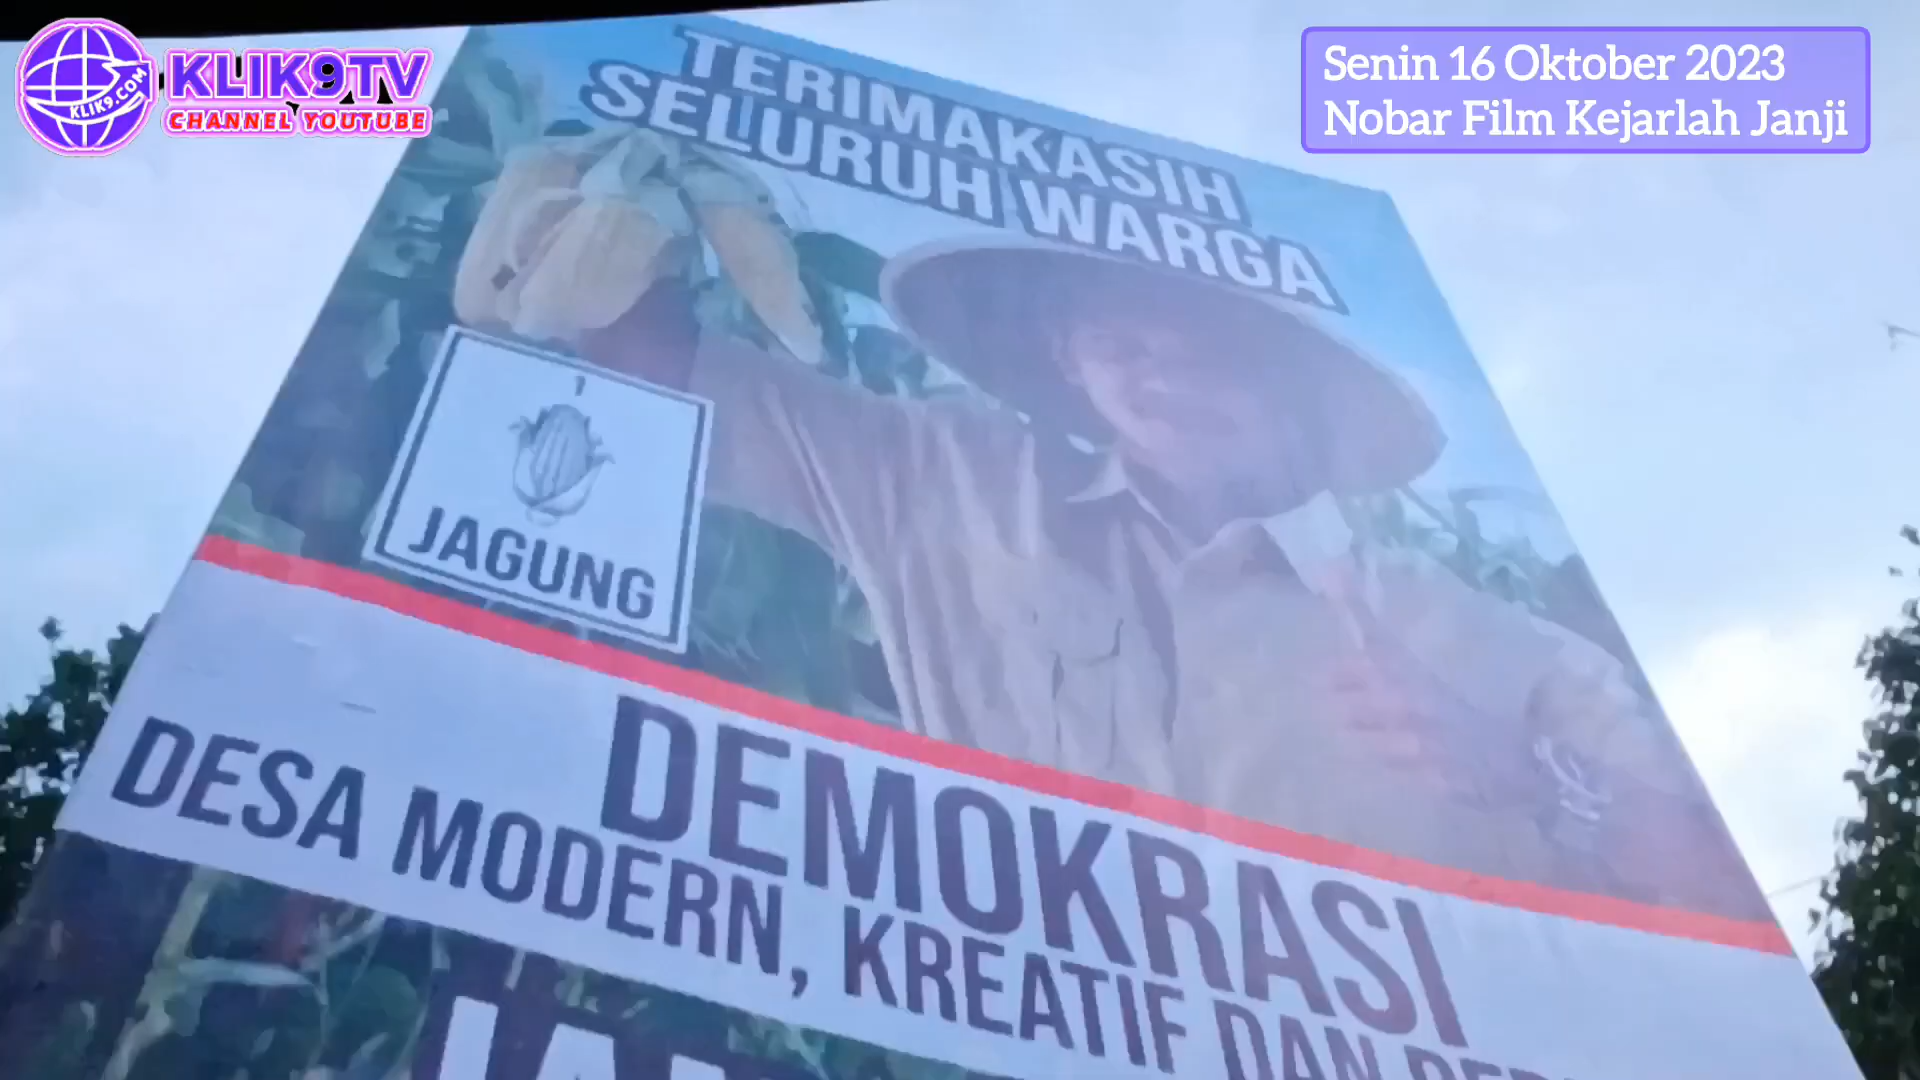 KLIK9.COM
KLIK9TV
CHANNEL YOUTUBE
Senin 16 Oktober 2023
Nobar Film Kejarlah Janji
TERIMAKASIH
SELURUH WARGA
1
JAGUNG
DEMOKRASI
DESA MODERN, KREATIF DAN